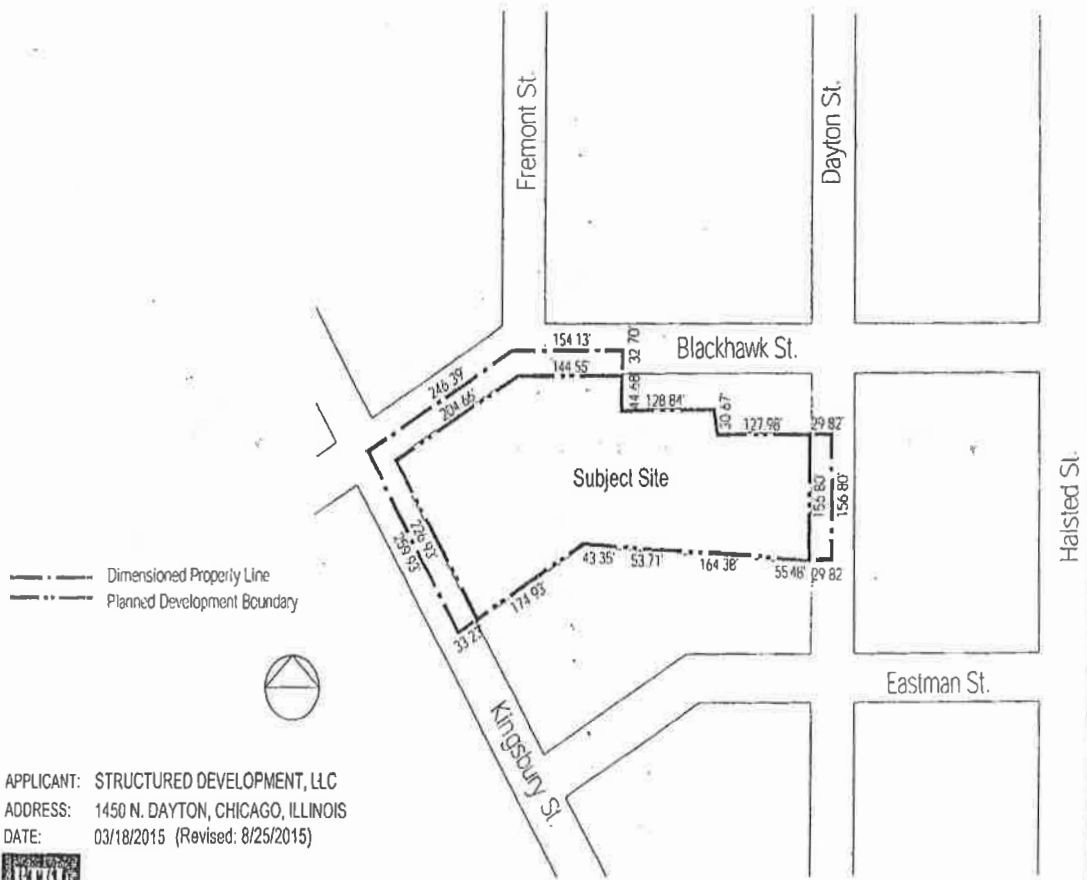 Fremont St.
Dayton St.
154 13'
32 70'
Blackhawk St.
144 55'
246 39'
204 66'
44.68'
128 84'
30 67'
127.98'
29 82'
Subject Site
156 80'
156 80'
Halsted St.
226 93'
259 93'
43.35'
53.71'
164 38'
55 48'
29 82
174 93'
33 23'
Dimensioned Property Line
Planned Development Boundary
Eastman St.
Kingsbury St.
APPLICANT: STRUCTURED DEVELOPMENT, LLC
ADDRESS: 1450 N. DAYTON, CHICAGO, ILLINOIS
DATE: 03/18/2015 (Revised: 8/25/2015)